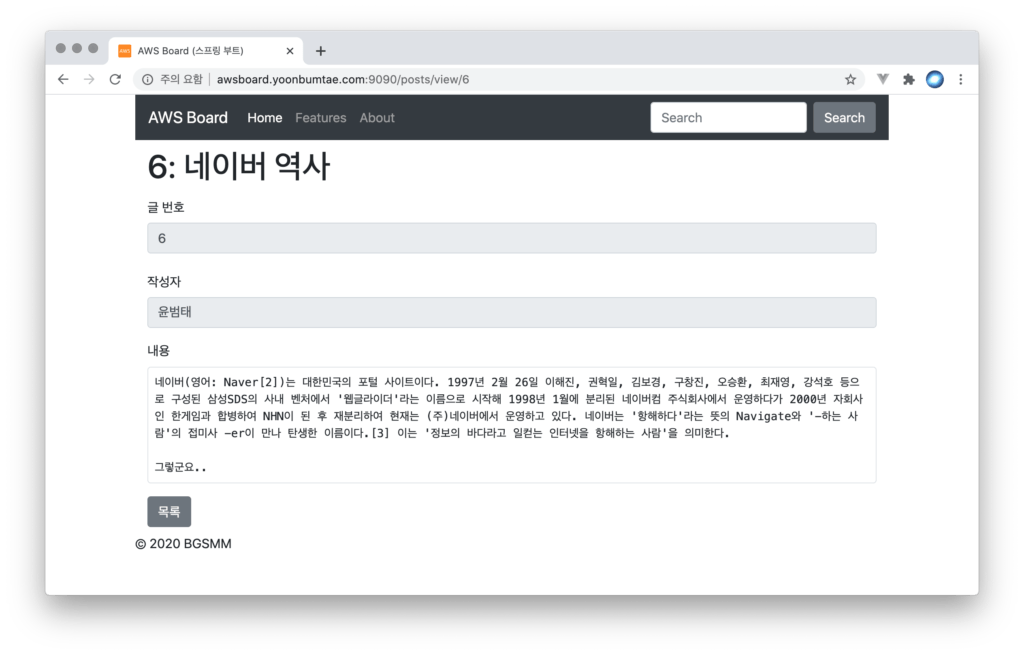 AWS Board (스프링 부트)
주의 요함 | awsboard.yoonbumtae.com:9090/posts/view/6
AWS Board Home Features About Search Search
6: 네이버 역사
글 번호
6
작성자
윤범태
내용
네이버(영어: Naver[2])는 대한민국의 포털 사이트이다. 1997년 2월 26일 이해진, 권혁일, 김보경, 구창진, 오승환, 최재영, 강석호 등으
로 구성된 삼성SDS의 사내 벤처에서 '웹글라이더'라는 이름으로 시작해 1998년 1월에 분리된 네이버컴 주식회사에서 운영하다가 2000년 자회사
인 한게임과 합병하여 NHN이 된 후 재분리하여 현재는 (주)네이버에서 운영하고 있다. 네이버는 '항해하다'라는 뜻의 Navigate와 '-하는 사
람'의 접미사 -er이 만나 탄생한 이름이다.[3] 이는 '정보의 바다라고 일컫는 인터넷을 항해하는 사람'을 의미한다.
그렇군요..
목록
© 2020 BGSMM